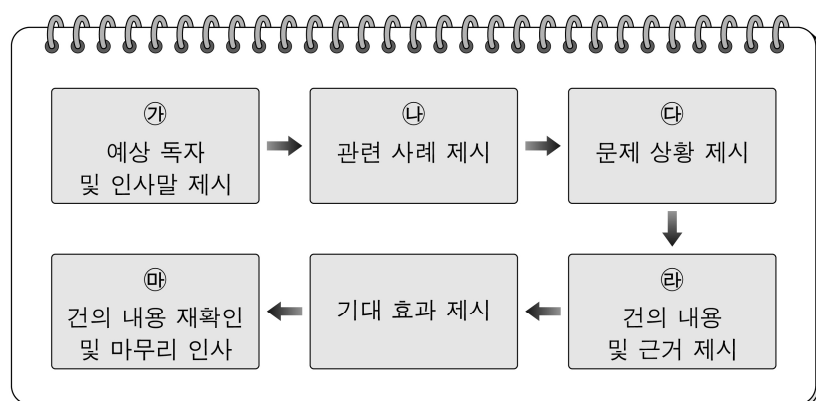 ㉮
예상 독자
및 인사말 제시
㉯
관련 사례 제시
㉰
문제 상황 제시
㉱
건의 내용
및 근거 제시
기대 효과 제시
㉲
건의 내용 재확인
및 마무리 인사